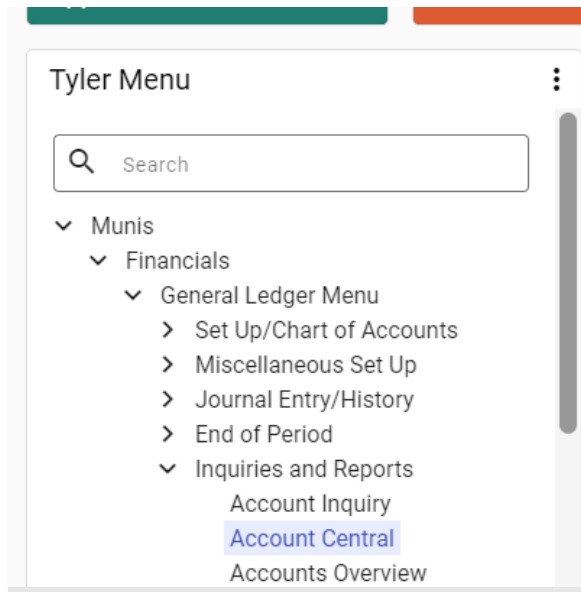 Tyler Menu
Search
Munis
Financials
General Ledger Menu
Set Up/Chart of Accounts
Miscellaneous Set Up
Journal Entry/History
End of Period
Inquiries and Reports
Account Inquiry
Account Central
Accounts Overview